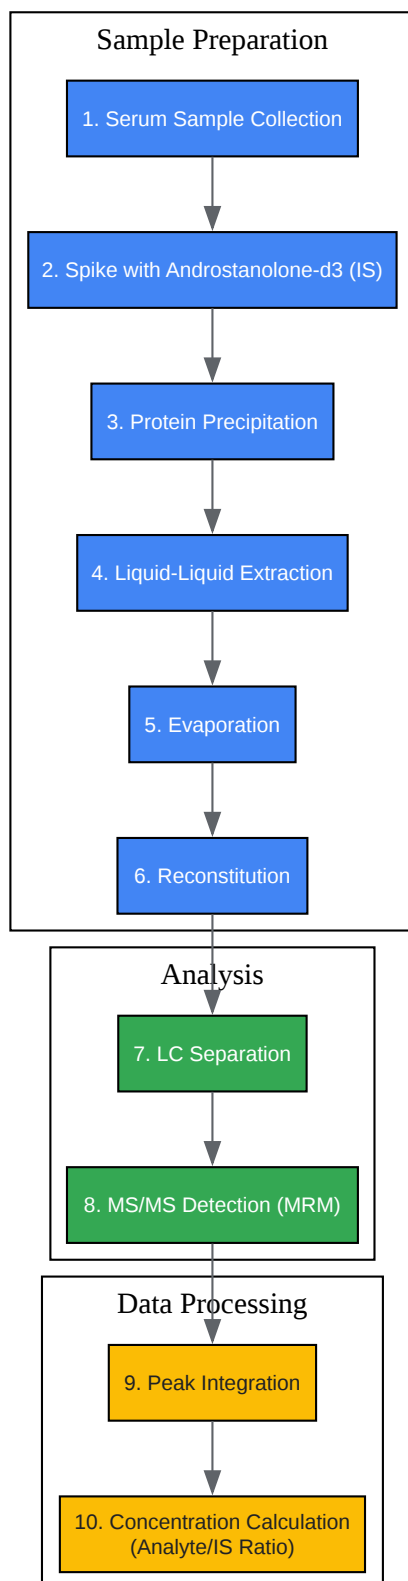 Sample Preparation
1. Serum Sample Collection
2. Spike with Androstanolone-d3 (IS)
3. Protein Precipitation
4. Liquid-Liquid Extraction
5. Evaporation
6. Reconstitution
Analysis
7. LC Separation
8. MS/MS Detection (MRM)
Data Processing
9. Peak Integration
10. Concentration Calculation
(Analyte/IS Ratio)